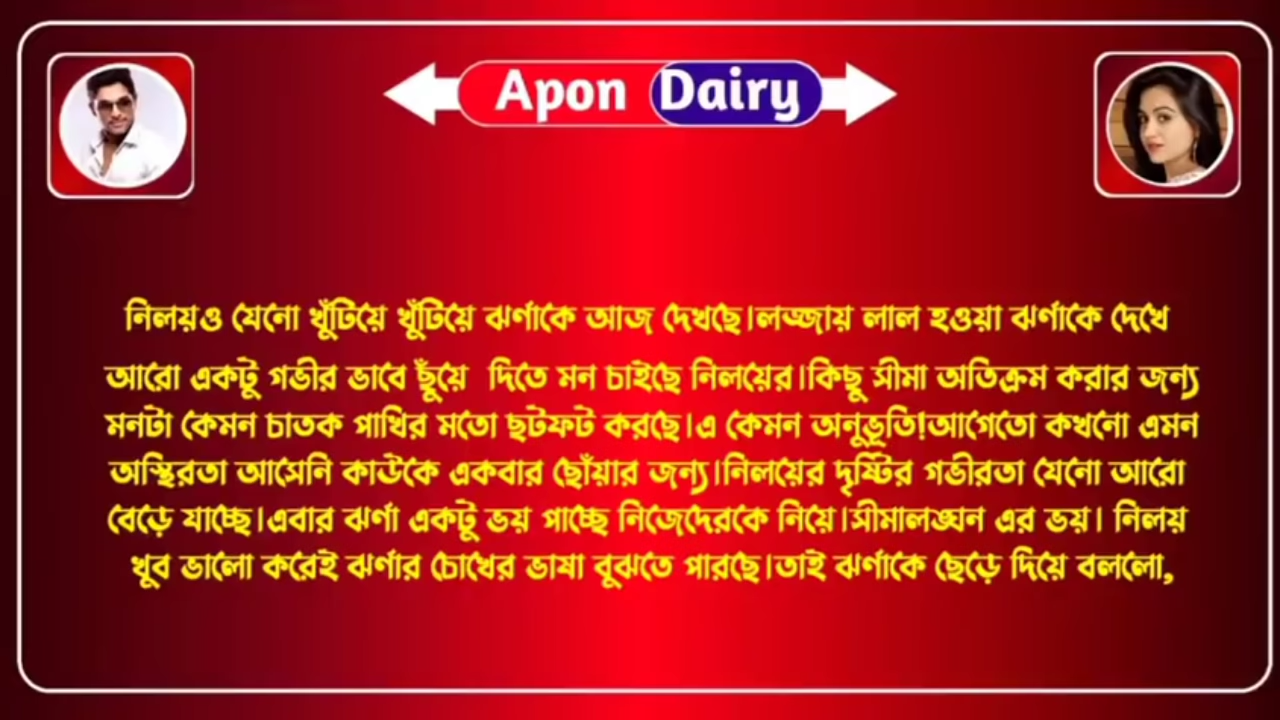 Apon Dairy
নিলয়ও যেনো খুঁটিয়ে খুঁটিয়ে ঝর্ণাকে আজ দেখছে।লজ্জায় লাল হওয়া ঝর্ণাকে দেখে
আরো একটু গভীর ভাবে ছুঁয়ে দিতে মন চাইছে নিলয়ের।কিছু সীমা অতিক্রম করার জন্য
মনটা কেমন চাতক পাখির মতো ছটফট করছে।এ কেমন অনুভূতি!আগেতো কখনো এমন
অস্থিরতা আসেনি কাউকে একবার ছোঁয়ার জন্য।নিলয়ের দৃষ্টির গভীরতা যেনো আরো
বেড়ে যাচ্ছে।এবার ঝর্ণা একটু ভয় পাচ্ছে নিজেদেরকে নিয়ে।সীমালঙ্ঘন এর ভয়। নিলয়
খুব ভালো করেই ঝর্ণার চোখের ভাষা বুঝতে পারছে।তাই ঝর্ণাকে ছেড়ে দিয়ে বললো,